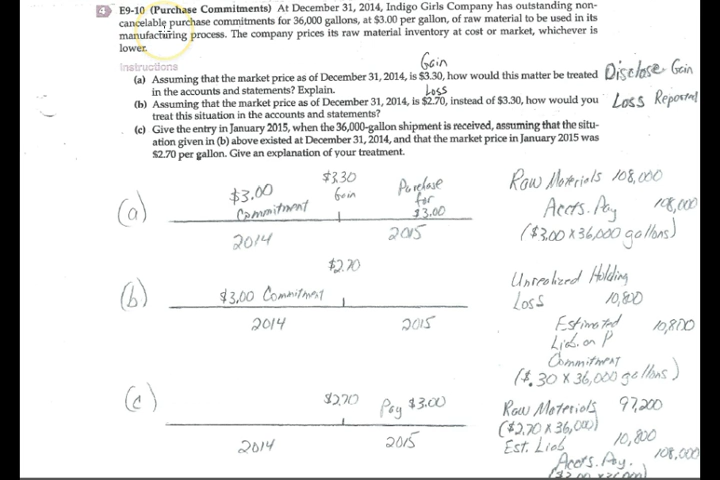 4 E9-10 (Purchase Commitments) At December 31, 2014, Indigo Girls Company has outstanding non-
cancelable purchase commitments for 36,000 gallons, at $3.00 per gallon, of raw material to be used in its
manufacturing process. The company prices its raw material inventory at cost or market, whichever is
lower.
Instructions
Gain
(a) Assuming that the market price as of December 31, 2014, is $3.30, how would this matter be treated
in the accounts and statements? Explain.
Disclose Gain
Loss
(b) Assuming that the market price as of December 31, 2014, is $2.70, instead of $3.30, how would you
treat this situation in the accounts and statements?
Loss Reported
(c) Give the entry in January 2015, when the 36,000-gallon shipment is received, assuming that the situ-
ation given in (b) above existed at December 31, 2014, and that the market price in January 2015 was
$2.70 per gallon. Give an explanation of your treatment.
(a)
$3.00
Commitment
$3.30
Gain
Purchase
for
$3.00
2014
2015
Raw Materials 108,000
Accts. Pay 108,000
($3.00 X 36,000 gallons)
(b)
$2.70
$3.00 Commitment
2014
2015
Unrealized Holding
Loss 10,800
Estimated 10,800
Liab. on P
Commitment
($.30 X 36,000 gallons)
(c)
$2.70
Pay $3.00
2014
2015
Raw Materials 97,200
($2.70 X 36,000)
Est. Liab 10,800
Accts. Pay. 108,000
($3.00 X 36,000)